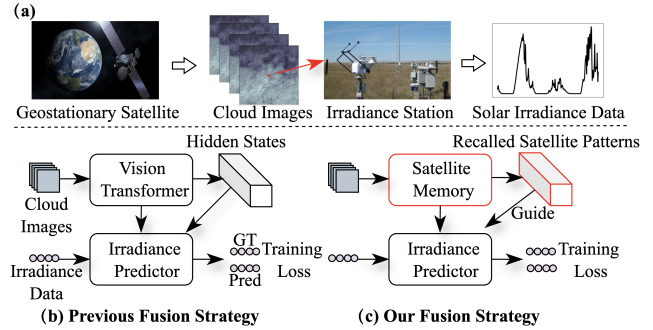 (a)
Geostationary Satellite
Cloud Images
Irradiance Station
Solar Irradiance Data
Hidden States
Vision
Transformer
Cloud
Images
Irradiance
Predictor
Irradiance
Data
GT
Pred
Training
Loss
(b) Previous Fusion Strategy
Recalled Satellite Patterns
Satellite
Memory
Guide
Irradiance
Predictor
Training
Loss
(c) Our Fusion Strategy